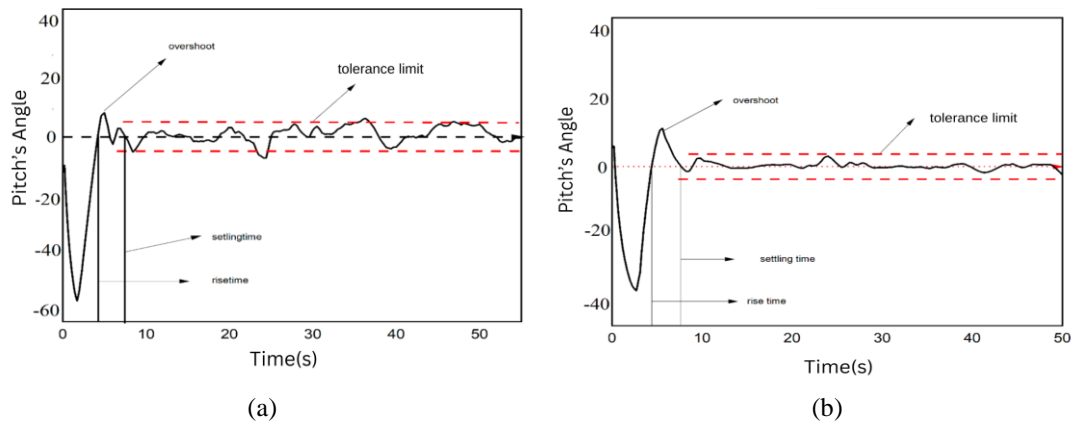 40
20
0
-20
-40
-60
Pitch's Angle
overshoot
tolerance limit
setlingtime
risetime
0
10
20
30
40
50
Time(s)
(a)
40
20
0
-20
-40
Pitch's Angle
overshoot
tolerance limit
settling time
rise time
0
10
20
30
40
50
Time(s)
(b)